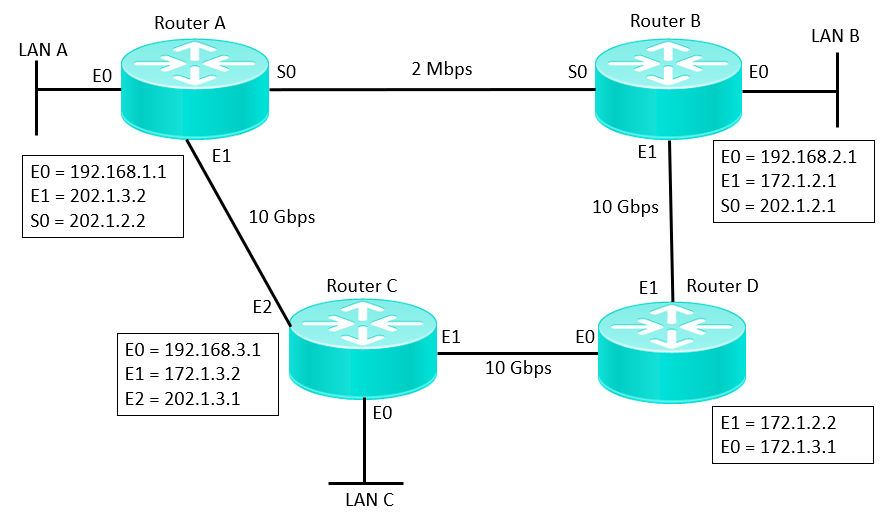 Router A
Router B
LAN A
LAN B
E0
S0
2 Mbps
S0
E0
E1
E1
E0 = 192.168.1.1
E1 = 202.1.3.2
S0 = 202.1.2.2
E0 = 192.168.2.1
E1 = 172.1.2.1
S0 = 202.1.2.1
10 Gbps
10 Gbps
Router C
Router D
E2
E1
E1
E0
10 Gbps
E0 = 192.168.3.1
E1 = 172.1.3.2
E2 = 202.1.3.1
E0
E1 = 172.1.2.2
E0 = 172.1.3.1
LAN C